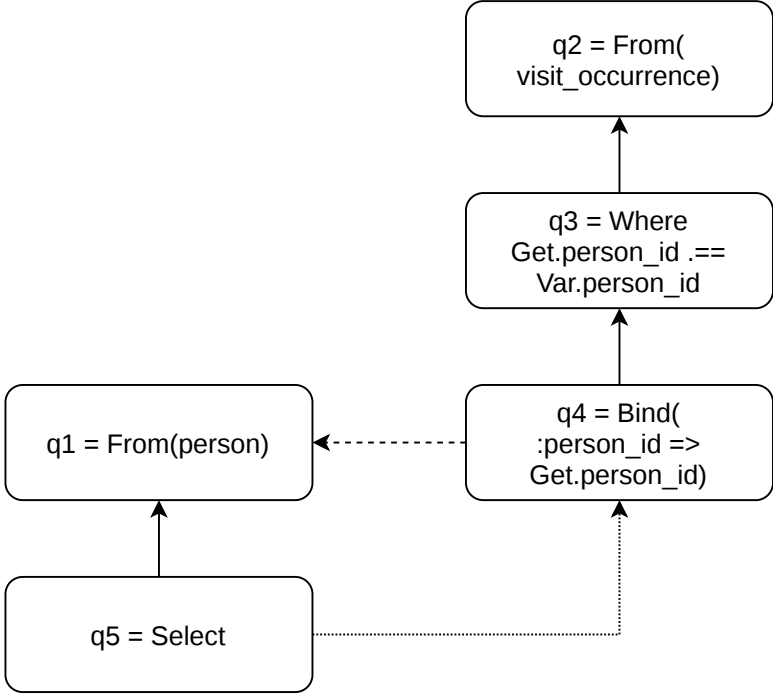 q2 = From(
visit_occurrence)
q3 = Where
Get.person_id .==
Var.person_id
q1 = From(person)
q4 = Bind(
:person_id =>
Get.person_id)
q5 = Select